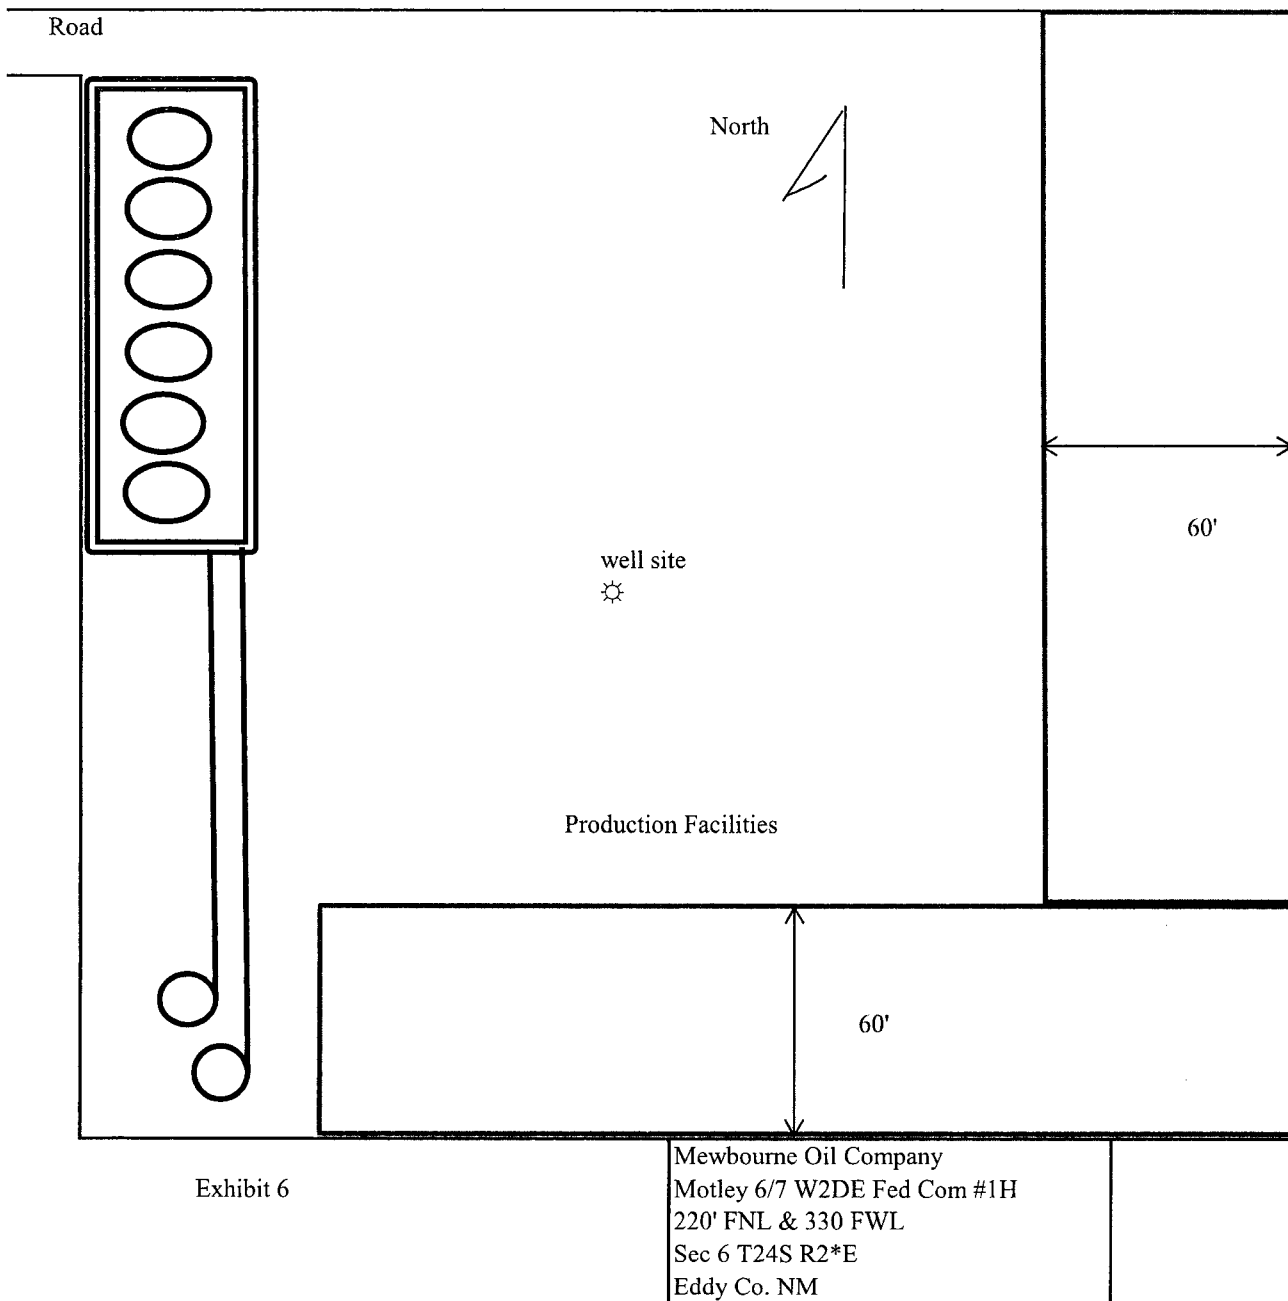 Road
North
60'
well site
Production Facilities
60'
Exhibit 6
Mewbourne Oil Company
Motley 6/7 W2DE Fed Com #1H
220' FNL & 330 FWL
Sec 6 T24S R2*E
Eddy Co. NM